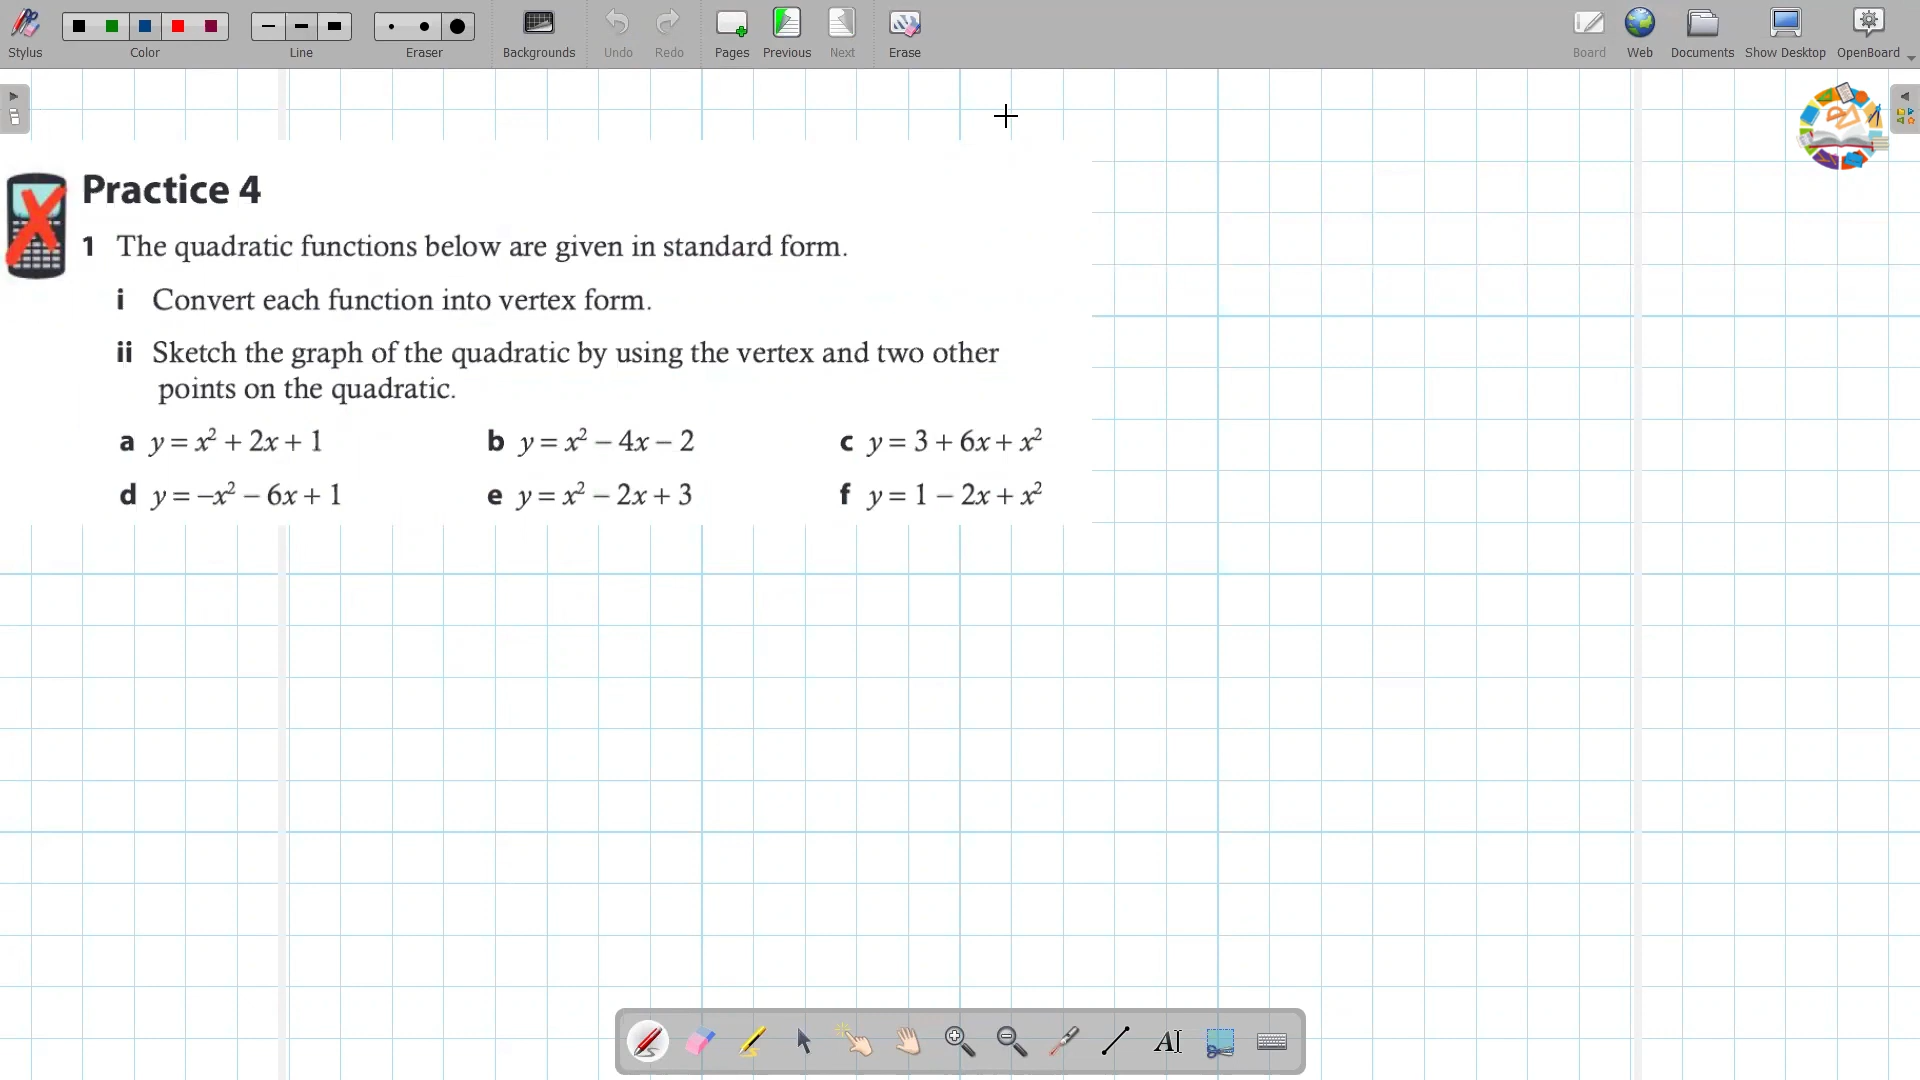 Stylus Color Line Eraser Backgrounds Undo Redo Pages Previous Next Erase Board Web Documents Show Desktop OpenBoard
Practice 4
1 The quadratic functions below are given in standard form.
i Convert each function into vertex form.
ii Sketch the graph of the quadratic by using the vertex and two other
points on the quadratic.
a y = x² + 2x + 1 b y = x² – 4x – 2 c y = 3 + 6x + x²
d y = –x² – 6x + 1 e y = x² – 2x + 3 f y = 1 – 2x + x²